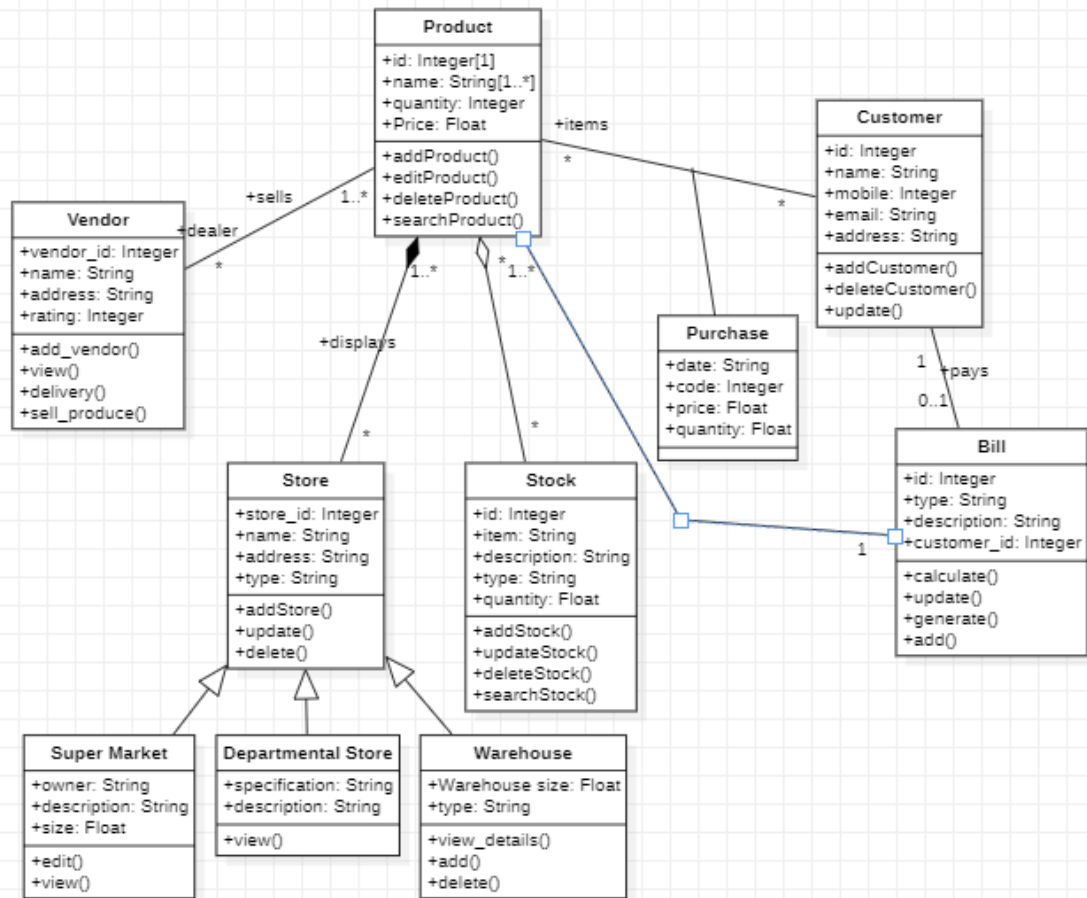 Product
+id: Integer[1]
+name: String[1..*]
+quantity: Integer
+Price: Float
+addProduct()
+editProduct()
+deleteProduct()
+searchProduct()
+items
*
*
Customer
+id: Integer
+name: String
+mobile: Integer
+email: String
+address: String
+addCustomer()
+deleteCustomer()
+update()
+sells
1..*
+dealer
*
Vendor
+vendor_id: Integer
+name: String
+address: String
+rating: Integer
+add_vendor()
+view()
+delivery()
+sell_produce()
1..*
*
1..*
+displays
*
*
Purchase
+date: String
+code: Integer
+price: Float
+quantity: Float
1
+pays
0..1
Bill
+id: Integer
+type: String
+description: String
+customer_id: Integer
+calculate()
+update()
+generate()
+add()
1
Store
+store_id: Integer
+name: String
+address: String
+type: String
+addStore()
+update()
+delete()
Stock
+id: Integer
+item: String
+description: String
+type: String
+quantity: Float
+addStock()
+updateStock()
+deleteStock()
+searchStock()
Super Market
+owner: String
+description: String
+size: Float
+edit()
+view()
Departmental Store
+specification: String
+description: String
+view()
Warehouse
+Warehouse size: Float
+type: String
+view_details()
+add()
+delete()